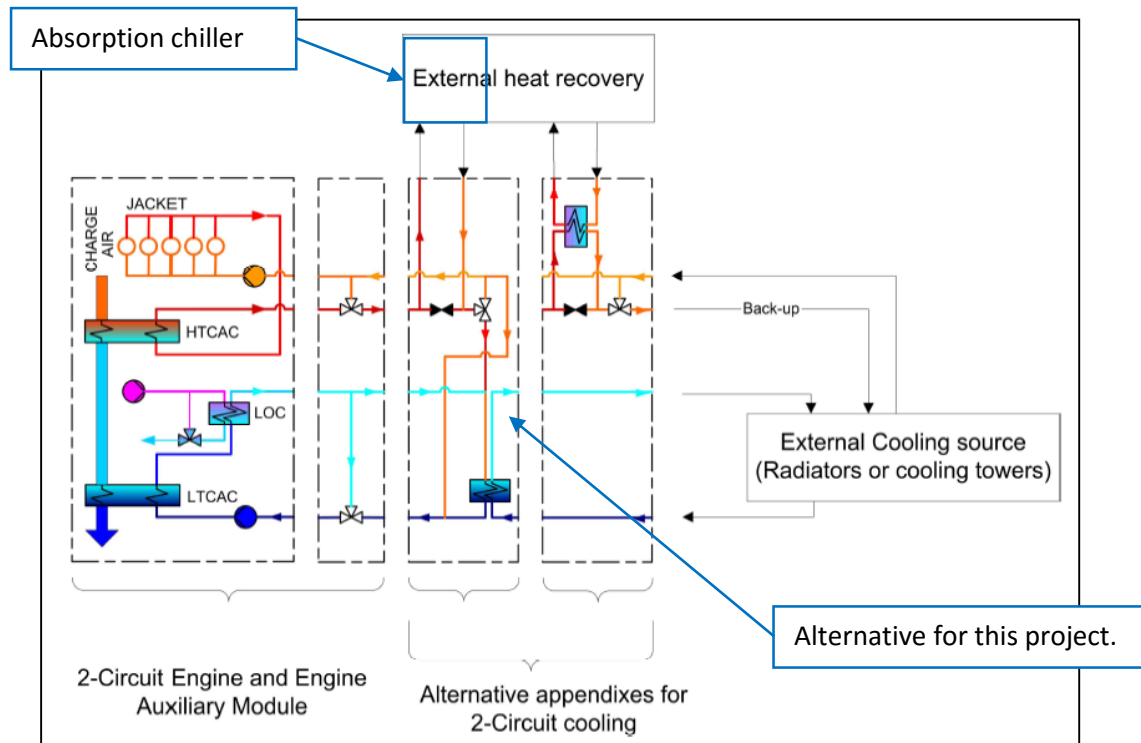 Absorption chiller
External heat recovery
JACKET
CHARGE
AIR
HTCAC
Back-up
LOC
External Cooling source
(Radiators or cooling towers)
LTCAC
Alternative for this project.
2-Circuit Engine and Engine
Auxiliary Module
Alternative appendixes for
2-Circuit cooling